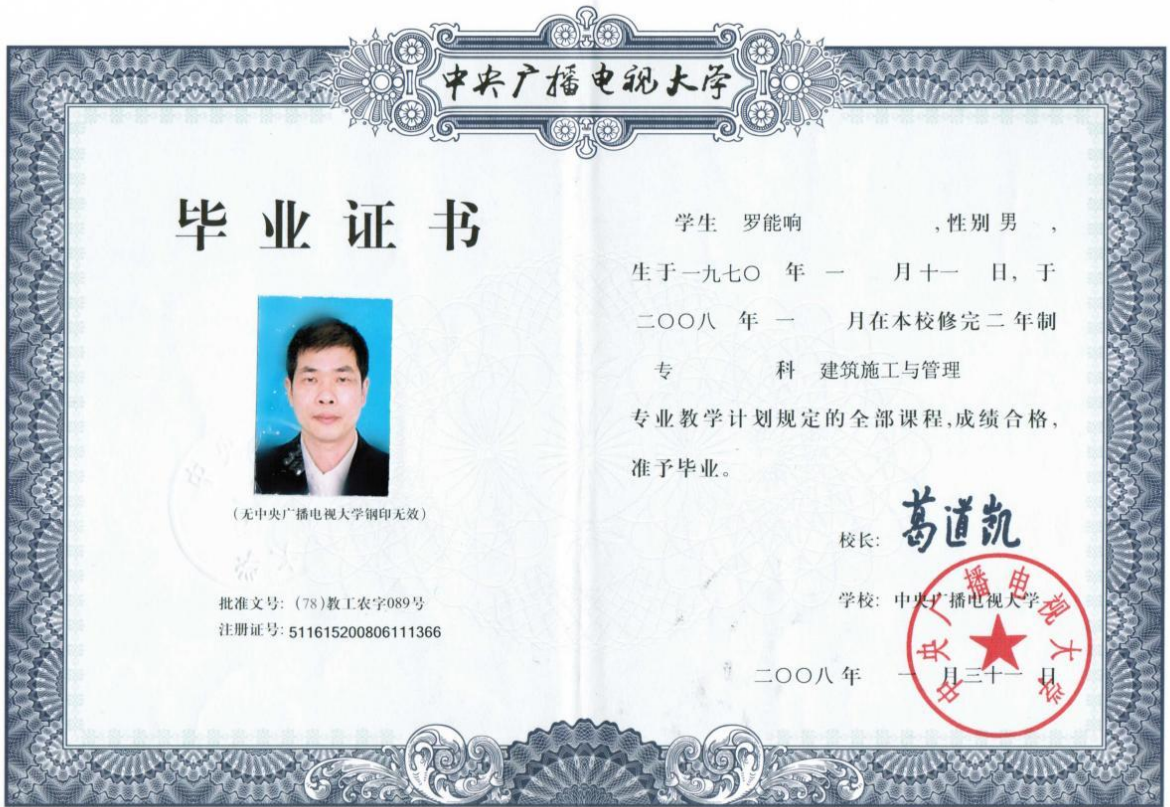 中央广播电视大学
毕业证书
(无中央广播电视大学钢印无效)
批准文号: (78)教工农字089号
注册证号: 511615200806111366
学生 罗能响 ,性别 男 ,
生于一九七〇 年 一 月十一 日, 于
二〇〇八 年 一 月在本校修完 二 年制
专 科 建筑施工与管理
专业教学计划规定的全部课程,成绩合格,
准予毕业。
校长: 葛道凯
学校: 中央广播电视大学
中央广播电视大学
二〇〇八 年 一 月三十一 日